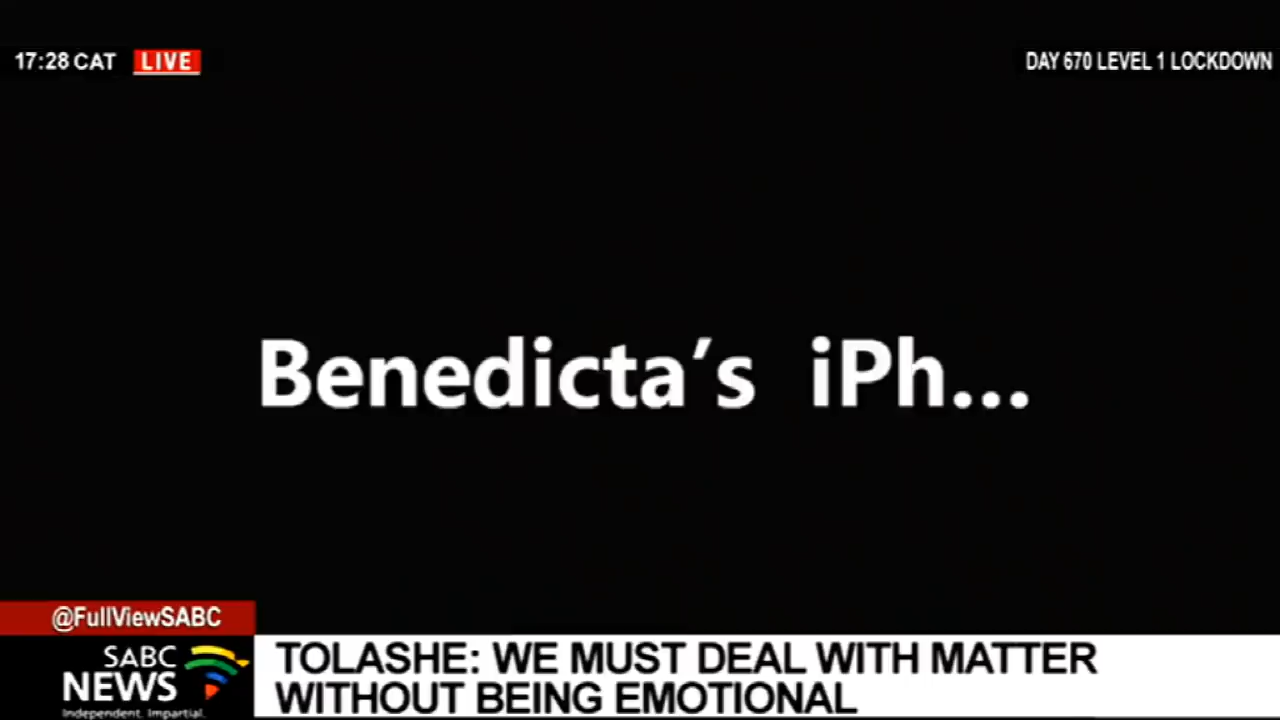 17:28 CAT LIVE
DAY 670 LEVEL 1 LOCKDOWN
Benedicta's iPh...
@FullViewSABC
SABC
NEWS
Independent. Impartial.
TOLASHE: WE MUST DEAL WITH MATTER
WITHOUT BEING EMOTIONAL